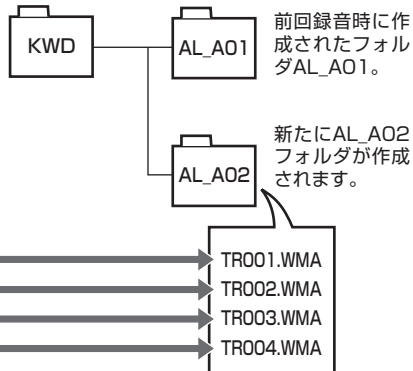 KWD
AL_A01
前回録音時に作
成されたフォル
ダAL_A01。
AL_A02
新たにAL_A02
フォルダが作成
されます。
TR001.WMA
TR002.WMA
TR003.WMA
TR004.WMA